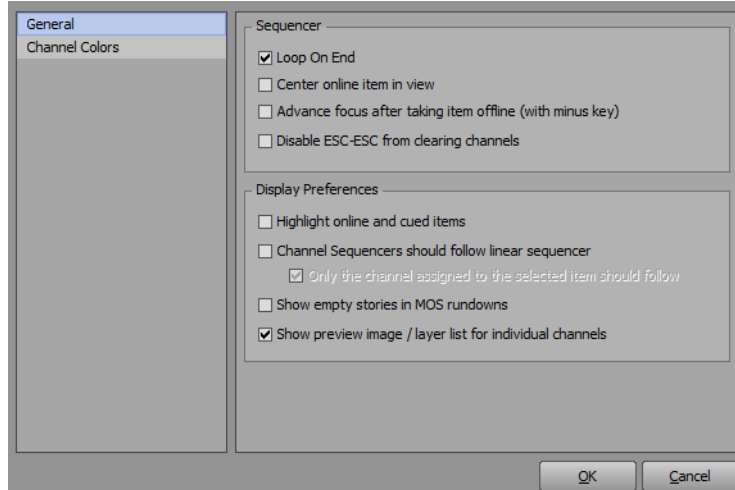 General
Channel Colors
Sequencer
Loop On End
Center online item in view
Advance focus after taking item offline (with minus key)
Disable ESC-ESC from clearing channels
Display Preferences
Highlight online and cued items
Channel Sequencers should follow linear sequencer
Only the channel assigned to the selected item should follow
Show empty stories in MOS rundowns
Show preview image / layer list for individual channels
OK
Cancel